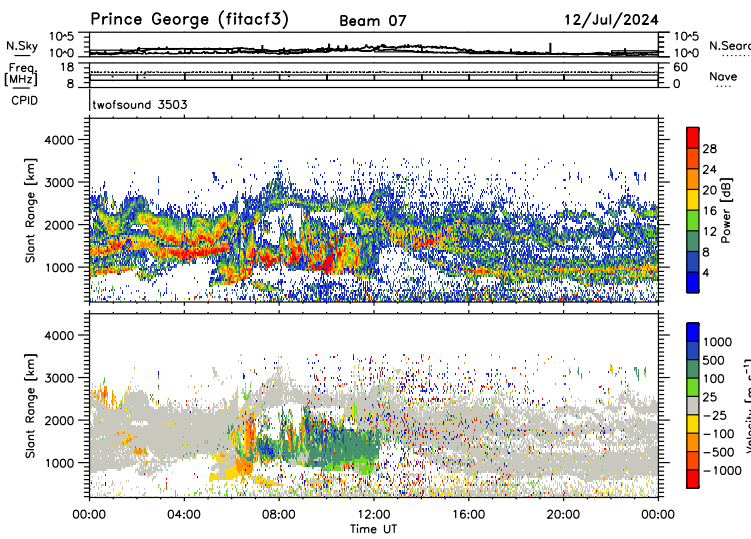 Prince George (fitacf3) Beam 07 12/Jul/2024
N.Sky 10^5 10^0 10^5 10^0 N.Sear
Freq [MHz] 18 8 60 0 Nave
CPID twofsound 3503
Slant Range [km] 4000 3000 2000 1000
Power [dB] 28 24 20 16 12 8 4
Slant Range [km] 4000 3000 2000 1000
Velocity [m s^-1] 1000 500 100 25 -25 -100 -500 -1000
00:00 04:00 08:00 12:00 16:00 20:00 00:00
Time UT